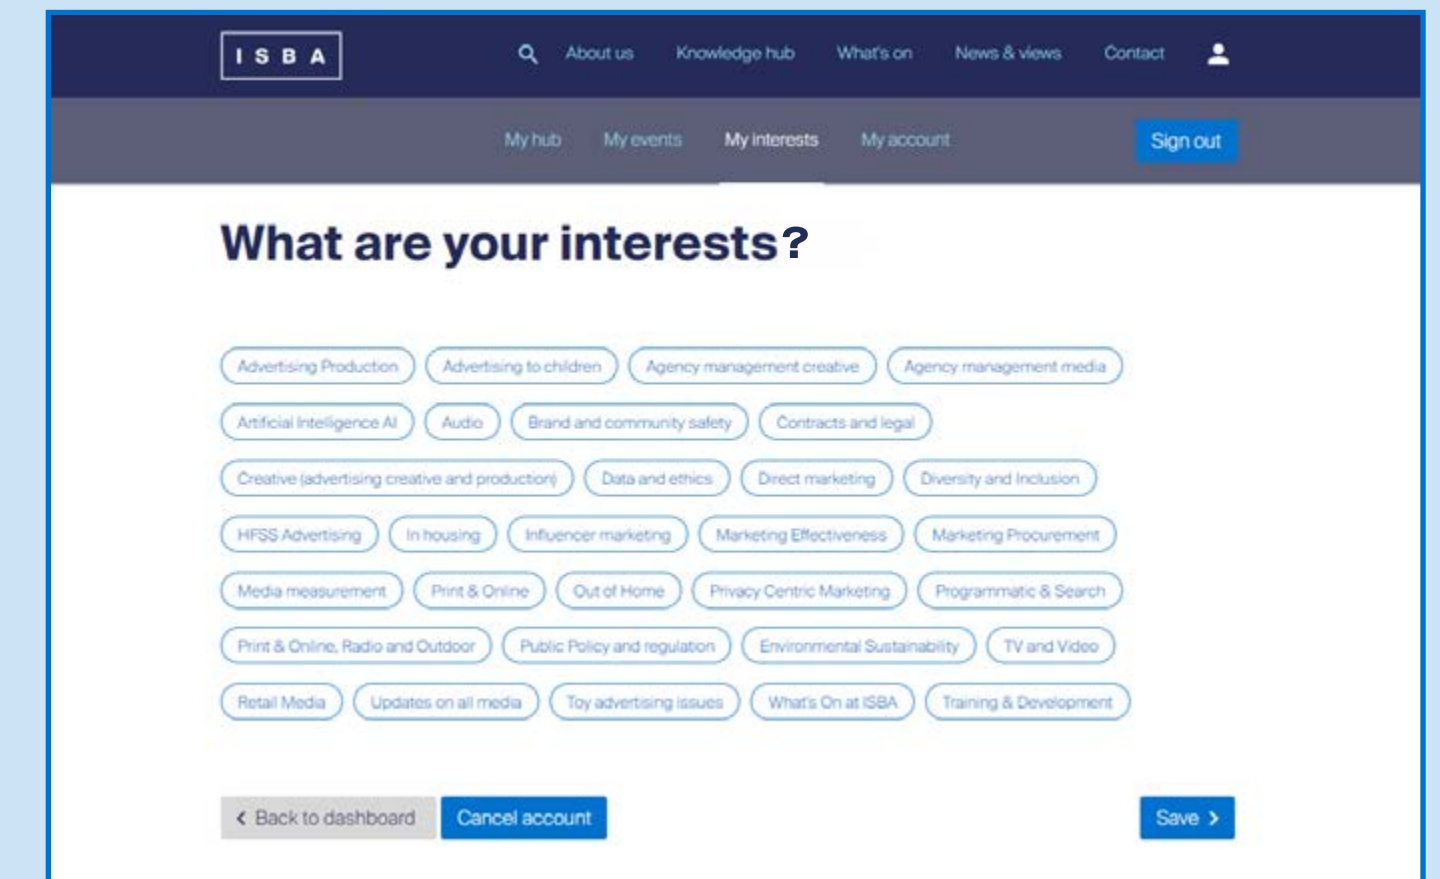 ISBA About us Knowledge hub What's on News & views Contact
My hub My events My interests My account Sign out
What are your interests?
Advertising Production Advertising to children Agency management creative Agency management media
Artificial Intelligence AI Audio Brand and community safety Contracts and legal
Creative (advertising creative and production) Data and ethics Direct marketing Diversity and Inclusion
HFSS Advertising In housing Influencer marketing Marketing Effectiveness Marketing Procurement
Media measurement Print & Online Out of Home Privacy Centric Marketing Programmatic & Search
Print & Online, Radio and Outdoor Public Policy and regulation Environmental Sustainability TV and Video
Retail Media Updates on all media Toy advertising issues What's On at ISBA Training & Development
Back to dashboard Cancel account Save